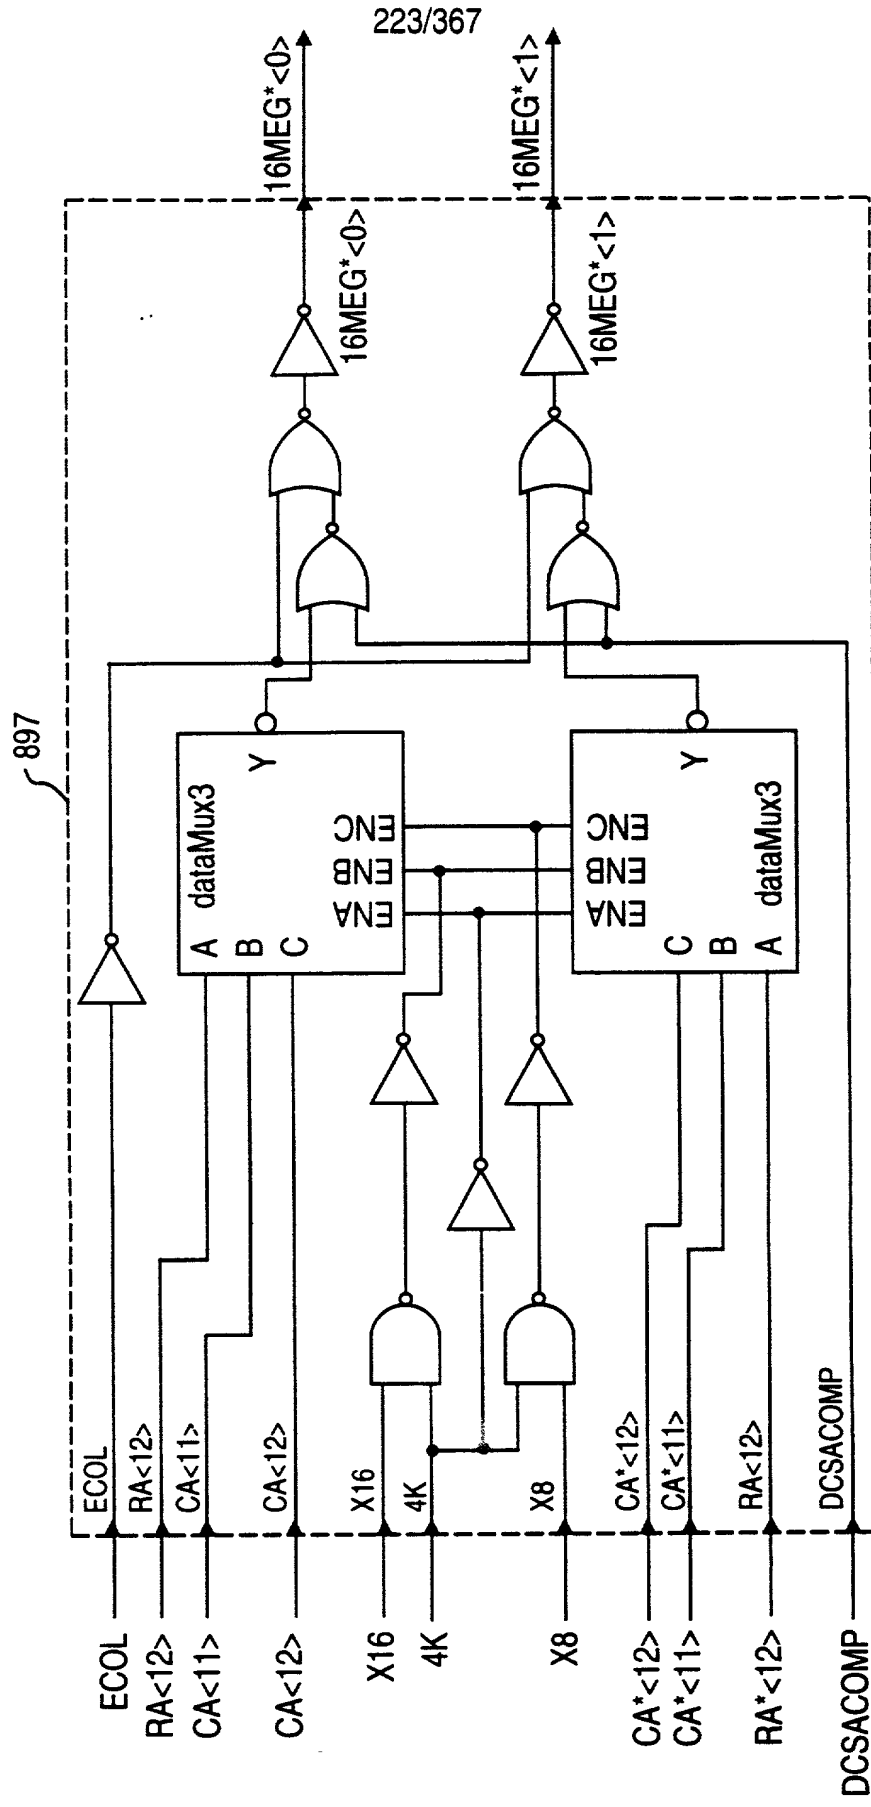 223/367
16MEG*<0>
16MEG*<1>
16MEG*<0>
16MEG*<1>
897
dataMux3
Y
A
B
C
ENC
ENB
ENA
dataMux3
Y
C
B
A
ENC
ENB
ENA
ECOL
RA<12>
CA<11>
CA<12>
X16
4K
X8
CA*<12>
CA*<11>
RA<12>
DCSACOMP
ECOL
RA<12>
CA<11>
CA<12>
X16
4K
X8
CA*<12>
CA*<11>
RA*<12>
DCSACOMP